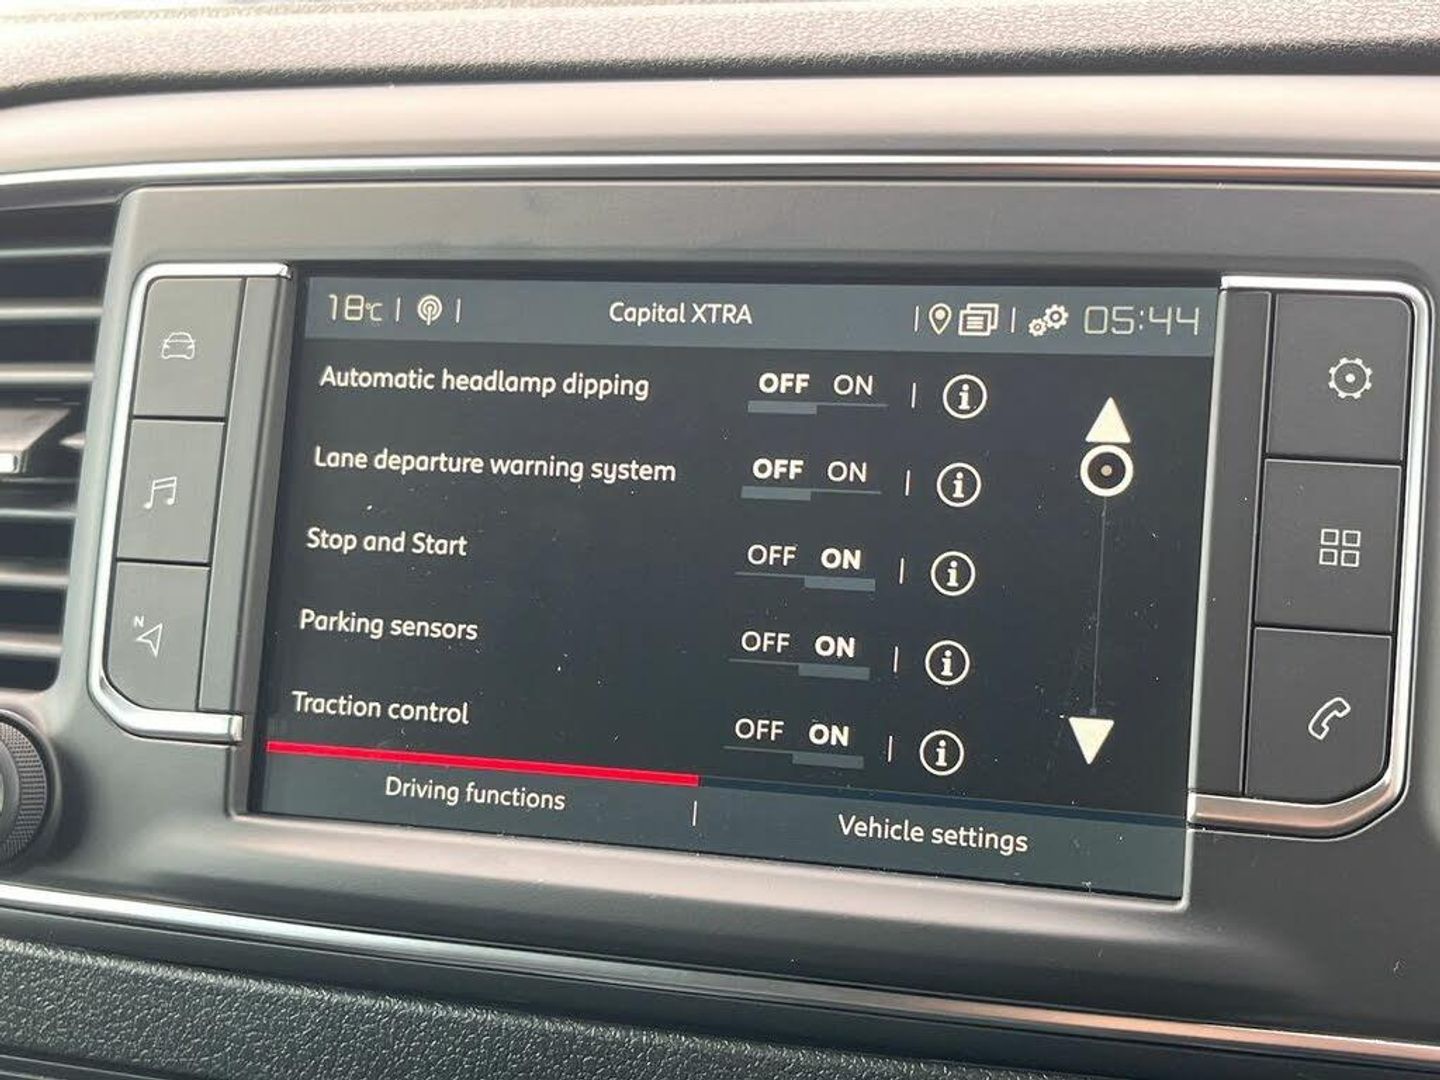 18°C | | Capital XTRA | | 05:44
Automatic headlamp dipping OFF ON | i
Lane departure warning system OFF ON | i
Stop and Start OFF ON | i
Parking sensors OFF ON | i
Traction control OFF ON | i
Driving functions | Vehicle settings
N